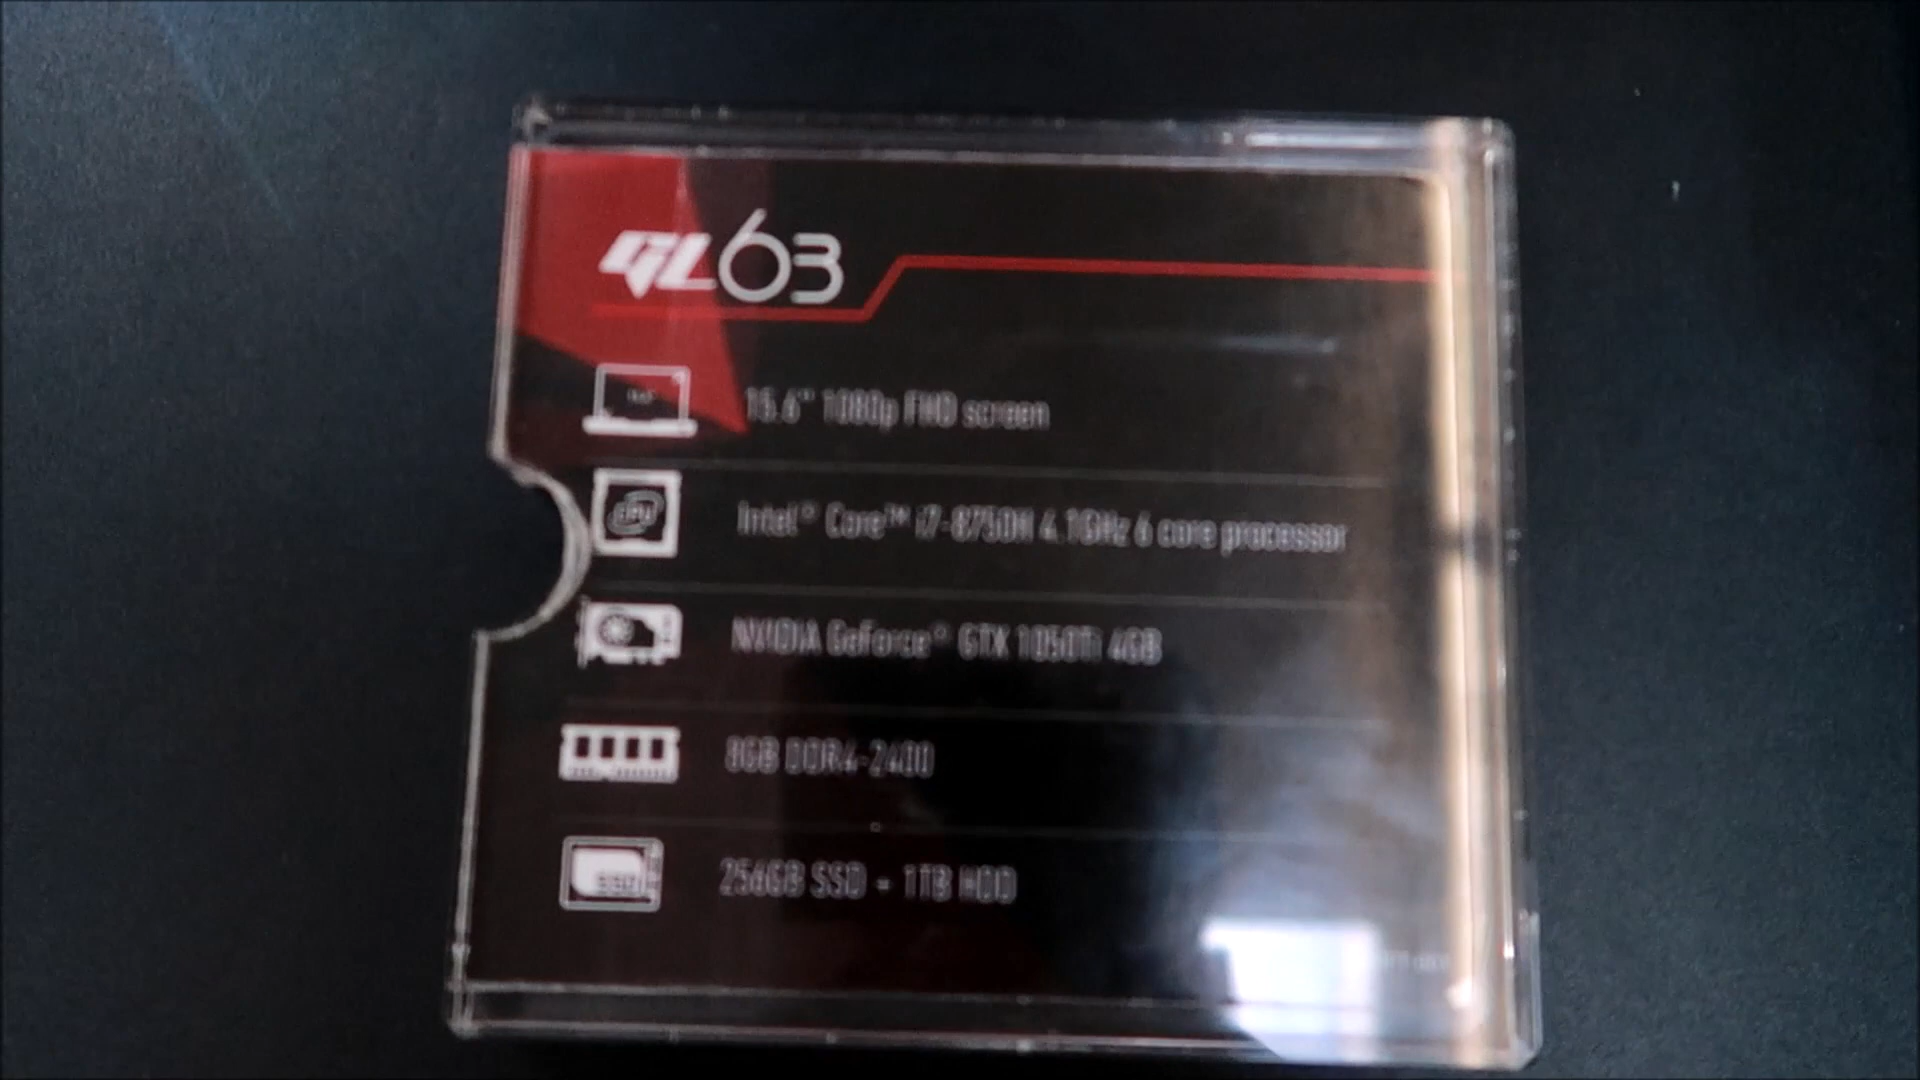 GL63
15.6" 1080p FHD screen
Intel® Core™ i7-8750H 4.1GHz 6 core processor
NVIDIA GeForce® GTX 1050Ti 4GB
8GB DDR4-2400
SSD
256GB SSD + 1TB HDD